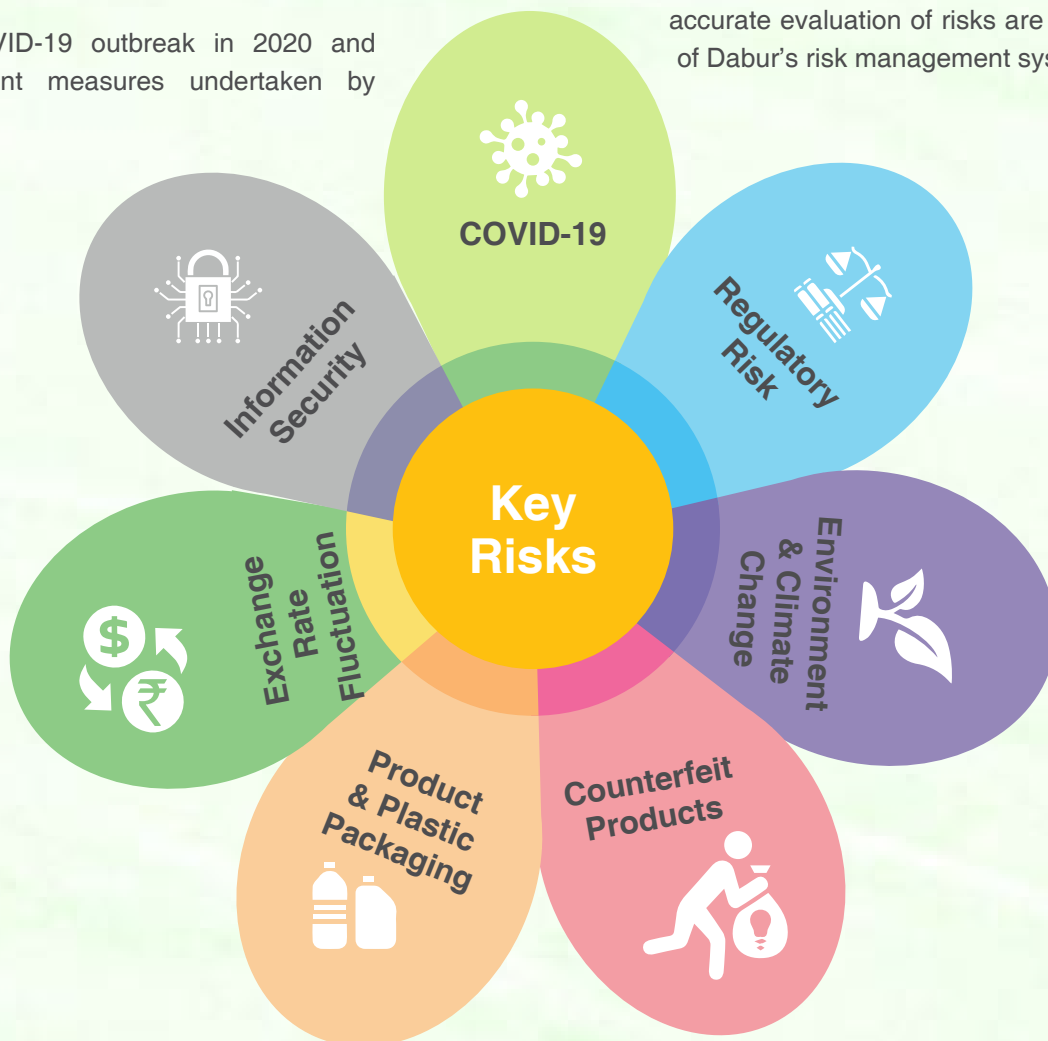 VID-19 outbreak in 2020 and
nt measures undertaken by
accurate evaluation of risks are
of Dabur's risk management sys
COVID-19
Regulatory
Risk
Environment
& Climate
Change
Counterfeit
Products
Product
& Plastic
Packaging
Exchange
Rate
Fluctuation
Information
Security
Key
Risks
$
₹